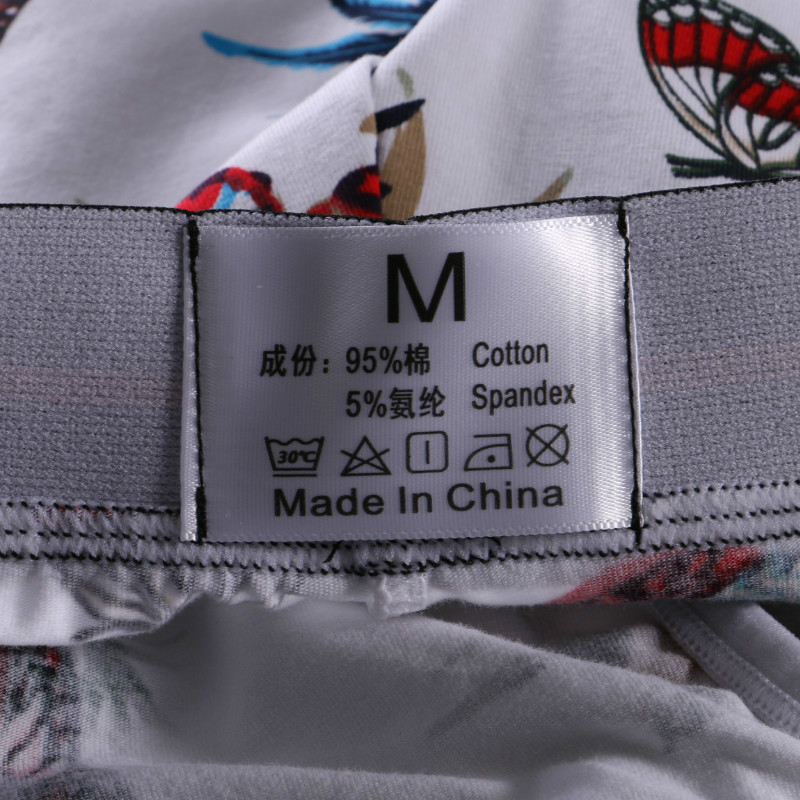 M
成份：95%棉 Cotton
5%氨纶 Spandex
30℃
Made In China